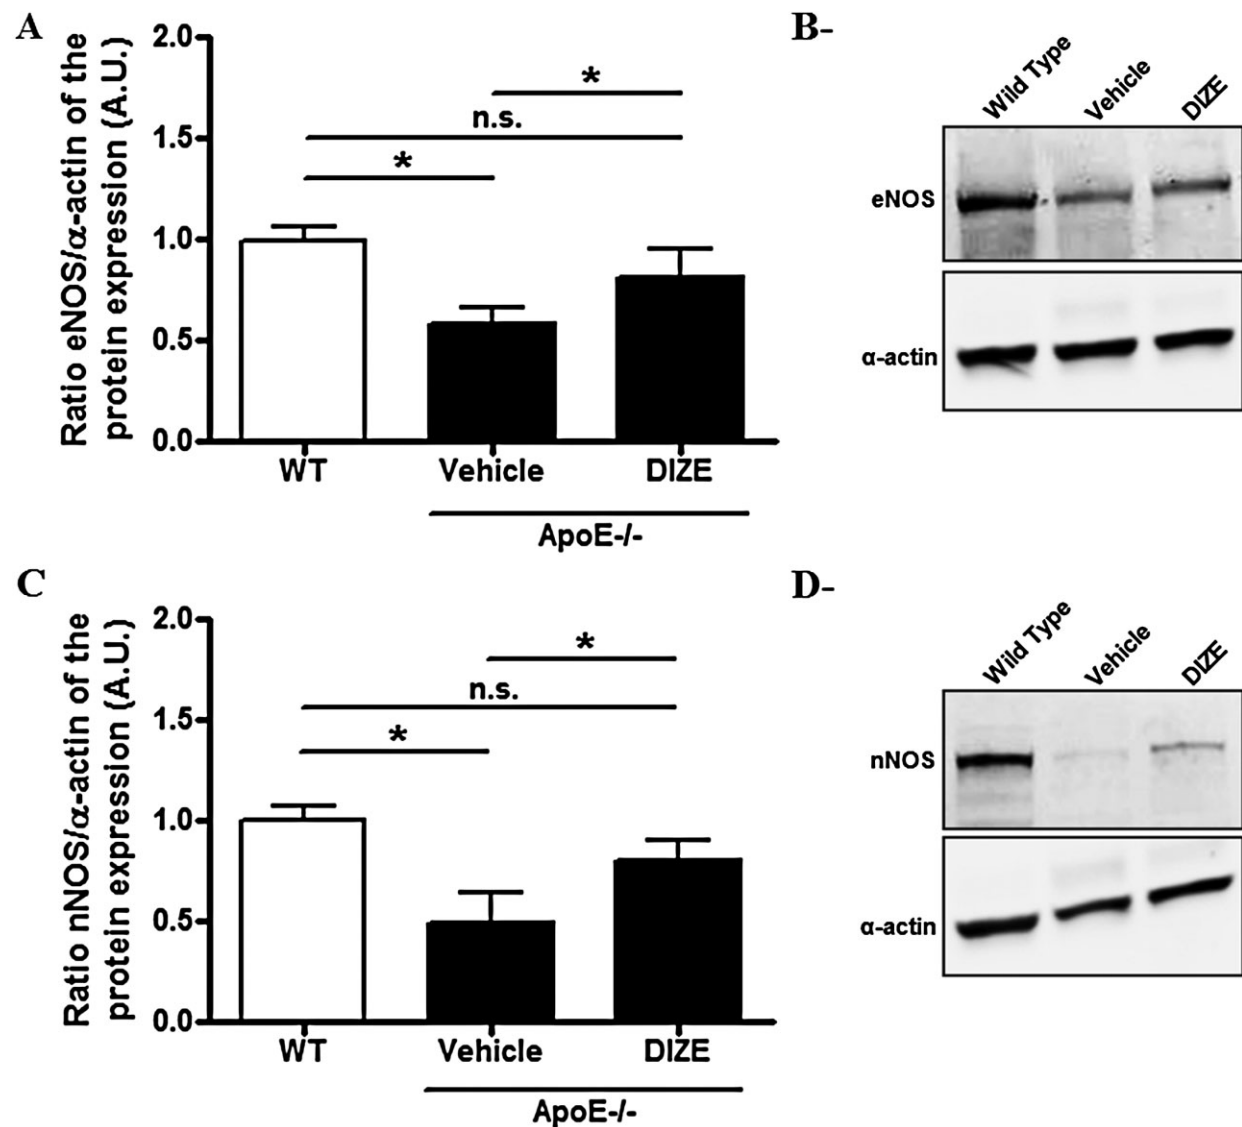 A
Ratio eNOS/α-actin of the
protein expression (A.U.)
2.0
1.5
1.0
0.5
0.0
*
n.s.
*
WT
Vehicle
DIZE
ApoE-/-
B-
Wild Type
Vehicle
DIZE
eNOS
α-actin
C
Ratio nNOS/α-actin of the
protein expression (A.U.)
2.0
1.5
1.0
0.5
0.0
*
n.s.
*
WT
Vehicle
DIZE
ApoE-/-
D-
Wild Type
Vehicle
DIZE
nNOS
α-actin